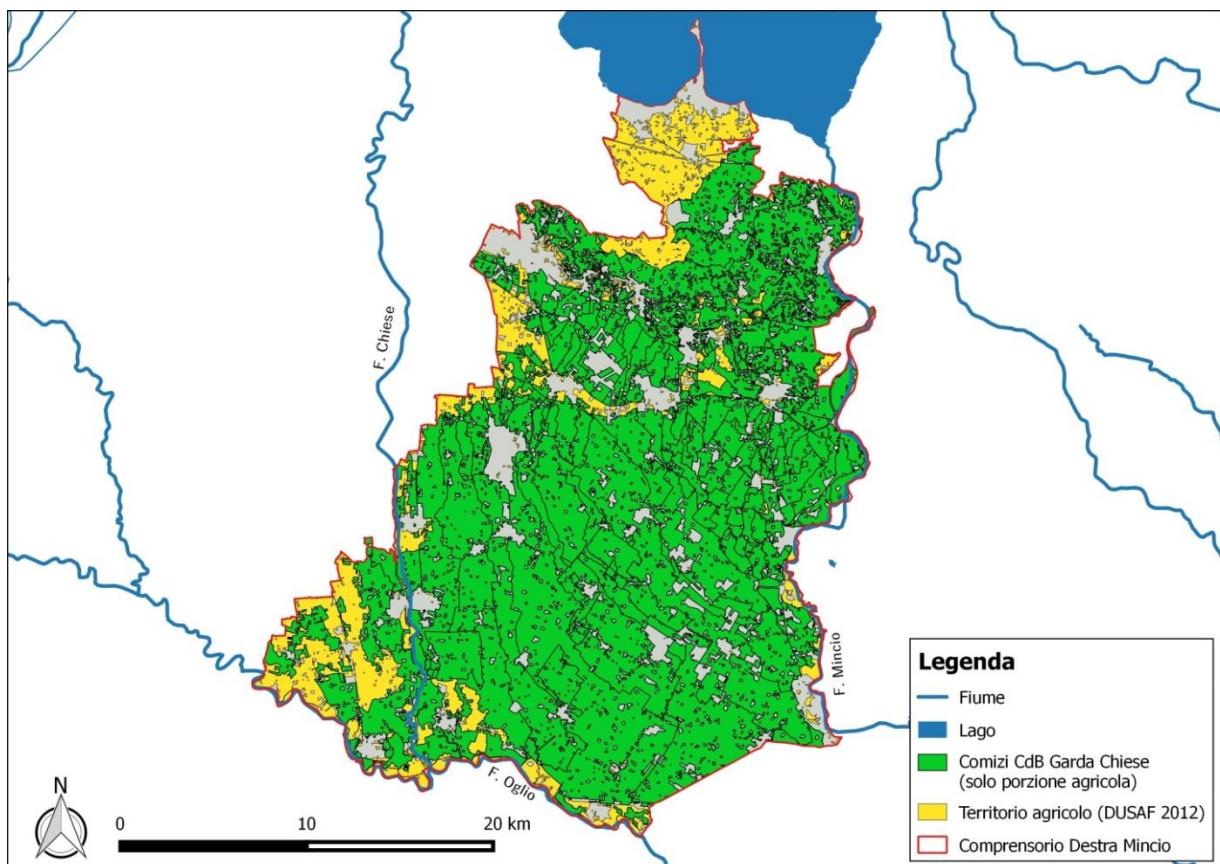 F. Chiese
F. Mincio
F. Oglio
N
0 10 20 km
Legenda
Fiume
Lago
Comizi CdB Garda Chiese
(solo porzione agricola)
Territorio agricolo (DUSAF 2012)
Comprensorio Destra Mincio